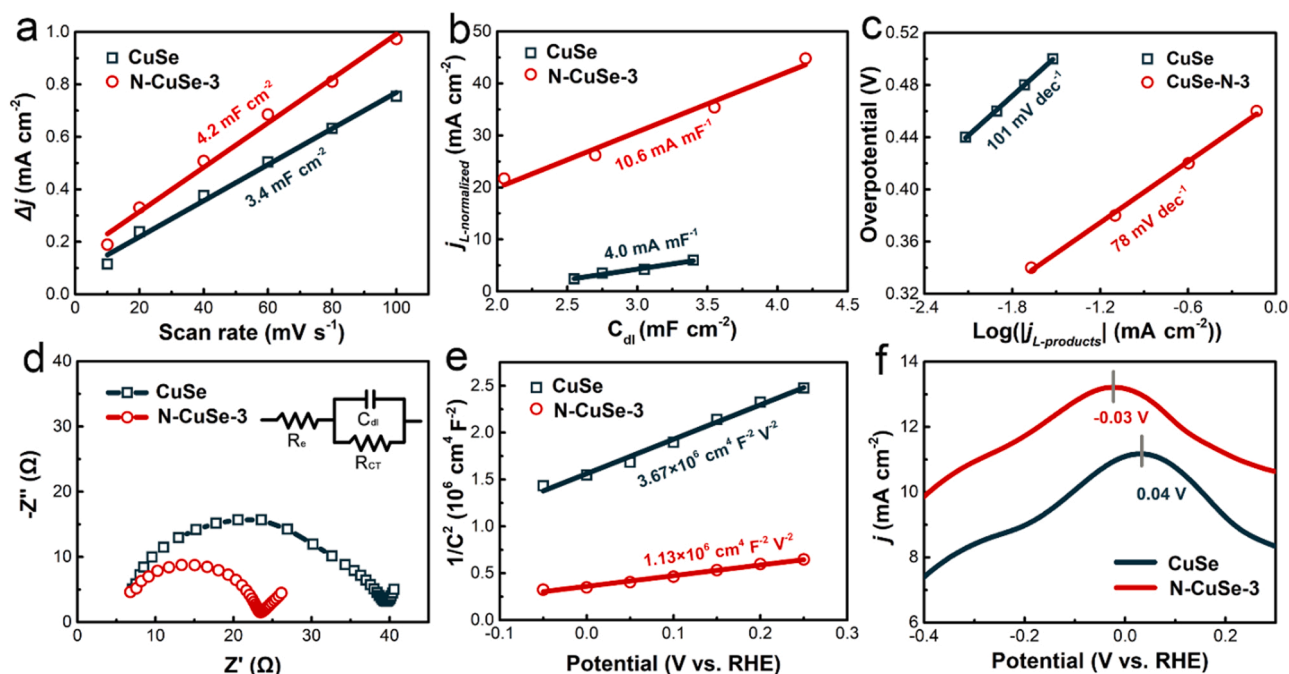 a
CuSe
N-CuSe-3
4.2 mF cm⁻²
3.4 mF cm⁻²
Δj (mA cm⁻²)
1.0
0.8
0.6
0.4
0.2
0.0
20 40 60 80 100
Scan rate (mV s⁻¹)
b
CuSe
N-CuSe-3
10.6 mA mF⁻¹
4.0 mA mF⁻¹
j_L-normalized (mA cm⁻²)
50
40
30
20
10
0
2.0 2.5 3.0 3.5 4.0 4.5
C_dl (mF cm⁻²)
c
CuSe
CuSe-N-3
101 mV dec⁻¹
78 mV dec⁻¹
Overpotential (V)
0.52
0.48
0.44
0.40
0.36
0.32
-2.4 -1.8 -1.2 -0.6 0.0
Log(|j_L-products| (mA cm⁻²))
d
CuSe
N-CuSe-3
R_e
C_dl
R_CT
-Z'' (Ω)
40
30
20
10
0
0 10 20 30 40
Z' (Ω)
e
CuSe
N-CuSe-3
3.67×10⁶ cm⁴ F⁻² V⁻²
1.13×10⁶ cm⁴ F⁻² V⁻²
1/C² (10⁶ cm⁴ F⁻²)
2.5
2.0
1.5
1.0
0.5
0.0
-0.1 0.0 0.1 0.2 0.3
Potential (V vs. RHE)
f
-0.03 V
0.04 V
CuSe
N-CuSe-3
j (mA cm⁻²)
14
13
12
10
8
6
-0.4 -0.2 0.0 0.2
Potential (V vs. RHE)